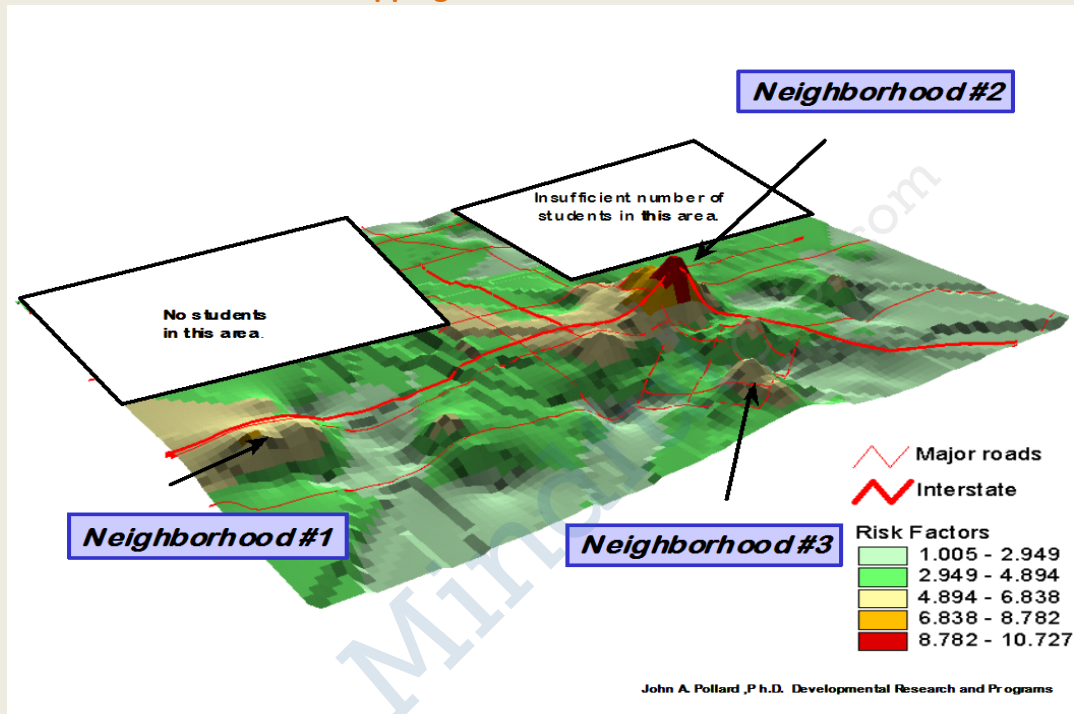 Neighborhood #2
Insufficient number of
students in this area.
No students
in this area.
Neighborhood #1
Neighborhood #3
Major roads
Interstate
Risk Factors
1.005 - 2.949
2.949 - 4.894
4.894 - 6.838
6.838 - 8.782
8.782 - 10.727
John A. Pollard ,Ph.D. Developmental Research and Programs